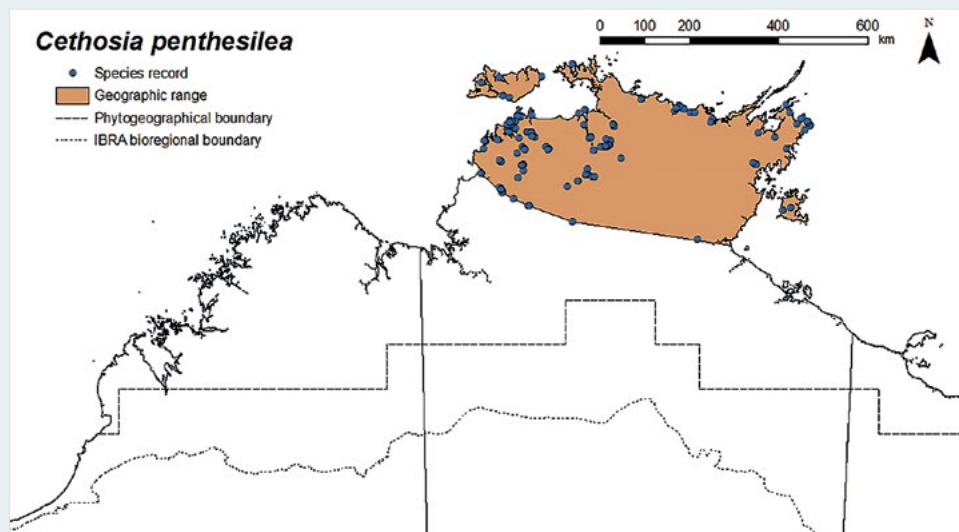 Cethosia penthesilea
Species record
Geographic range
Phytogeographical boundary
IBRA bioregional boundary
0 100 200 400 600
km
N